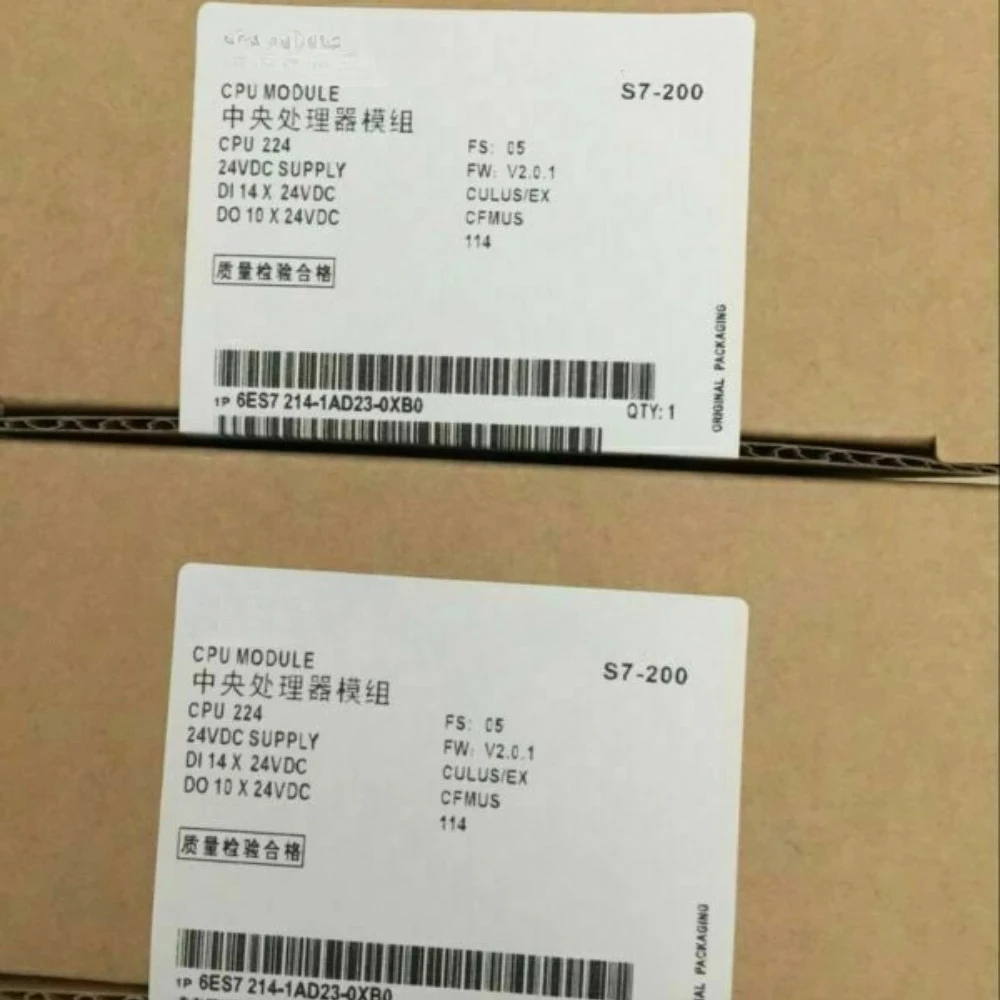 CPU MODULE
S7-200
中央处理器模组
CPU 224
FS: 05
24VDC SUPPLY
FW: V2.0.1
DI 14 X 24VDC
CULUS/EX
DO 10 X 24VDC
CFMUS
114
质量检验合格
ORIGINAL PACKAGING
1P 6ES7 214-1AD23-0XB0
QTY: 1
CPU MODULE
S7-200
中央处理器模组
CPU 224
FS: 05
24VDC SUPPLY
FW: V2.0.1
DI 14 X 24VDC
CULUS/EX
DO 10 X 24VDC
CFMUS
114
质量检验合格
PACKAGING
1P 6ES7 214-1AD23-0XB0